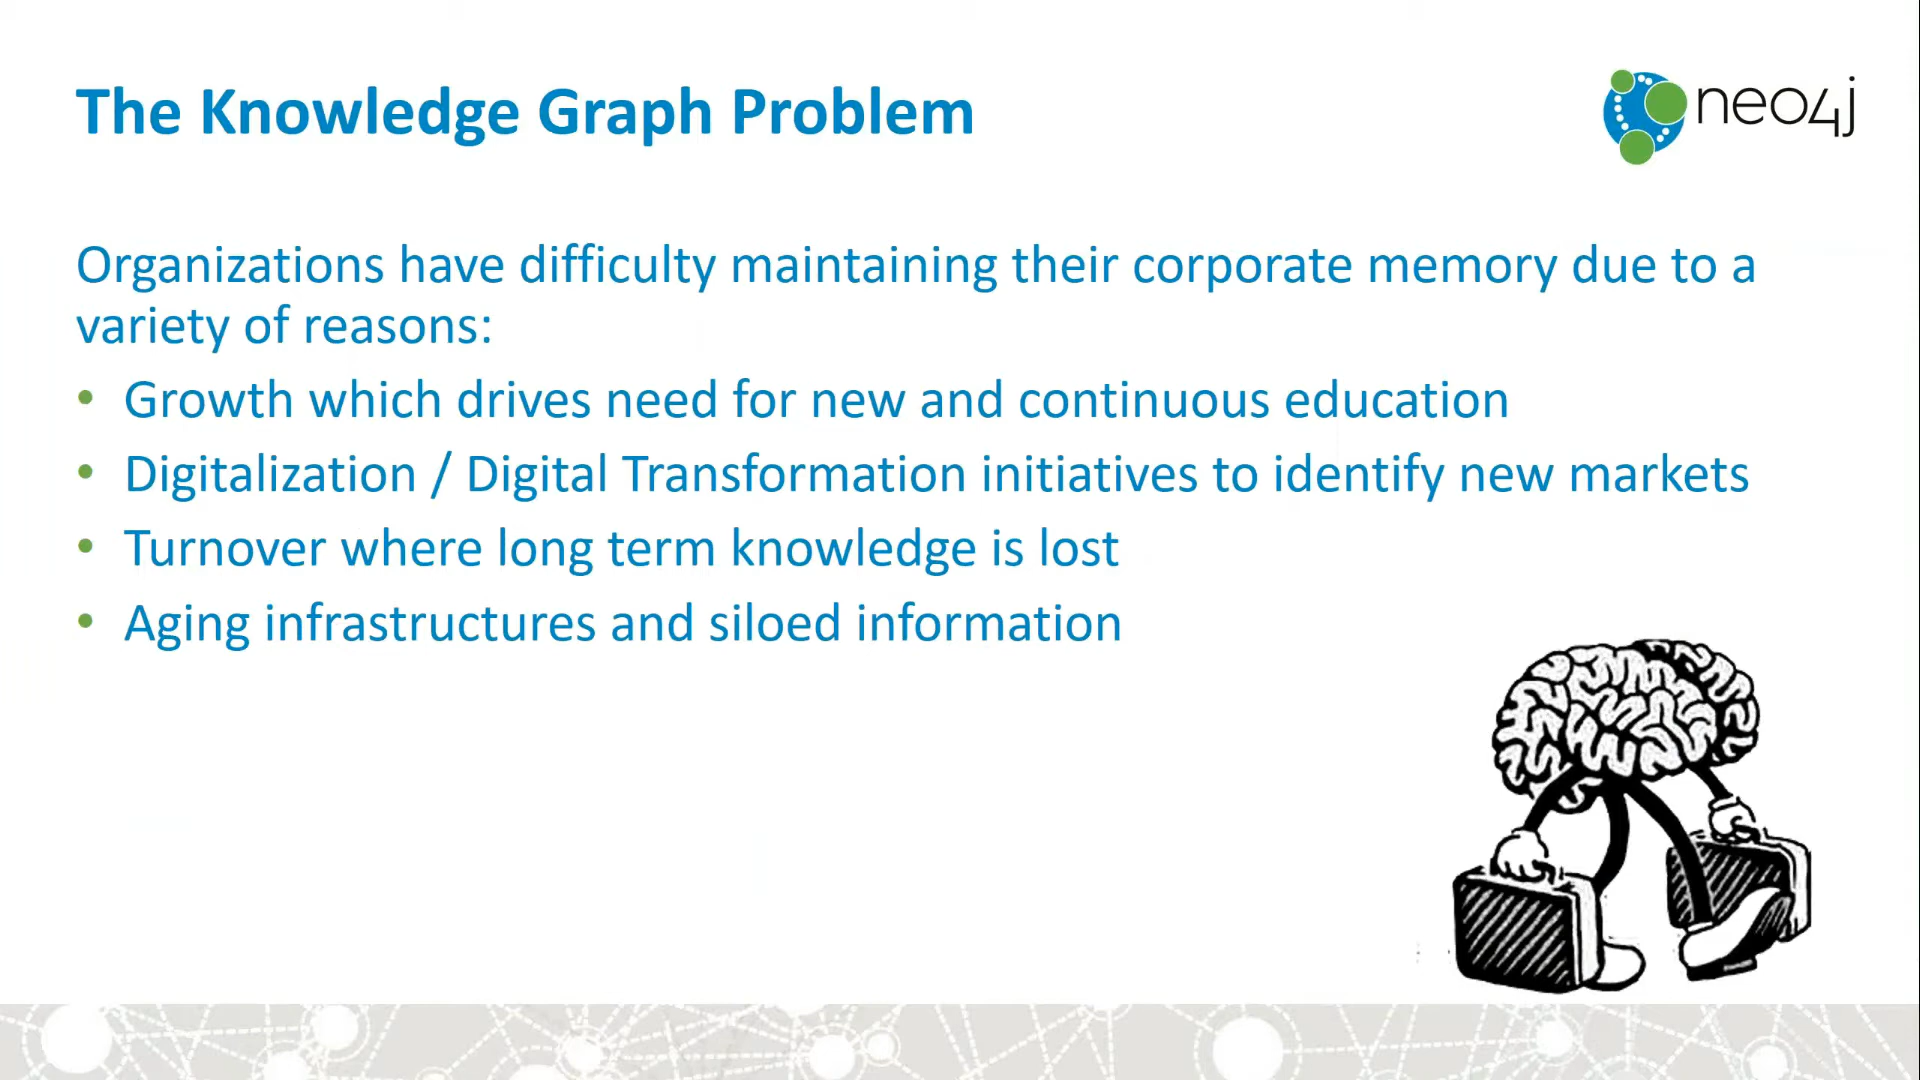 The Knowledge Graph Problem
neo4j
Organizations have difficulty maintaining their corporate memory due to a
variety of reasons:
• Growth which drives need for new and continuous education
• Digitalization / Digital Transformation initiatives to identify new markets
• Turnover where long term knowledge is lost
• Aging infrastructures and siloed information